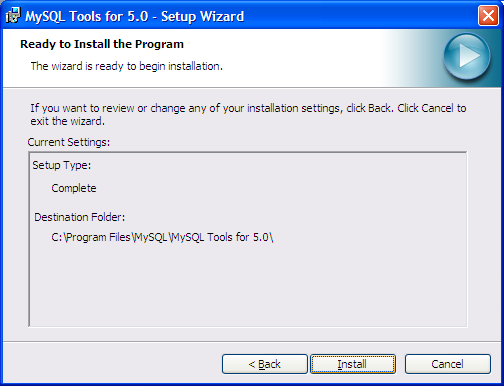 MySQL Tools for 5.0 - Setup Wizard
Ready to Install the Program
The wizard is ready to begin installation.
If you want to review or change any of your installation settings, click Back. Click Cancel to
exit the wizard.
Current Settings:
Setup Type:
Complete
Destination Folder:
C:\Program Files\MySQL\MySQL Tools for 5.0\
< Back
Install
Cancel